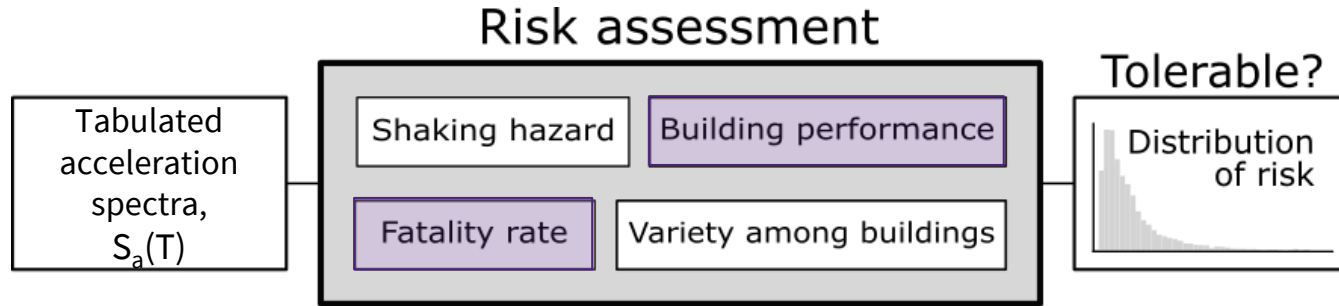 Risk assessment
Tolerable?
Tabulated
acceleration
spectra,
Sₐ(T)
Shaking hazard
Building performance
Fatality rate
Variety among buildings
Distribution
of risk